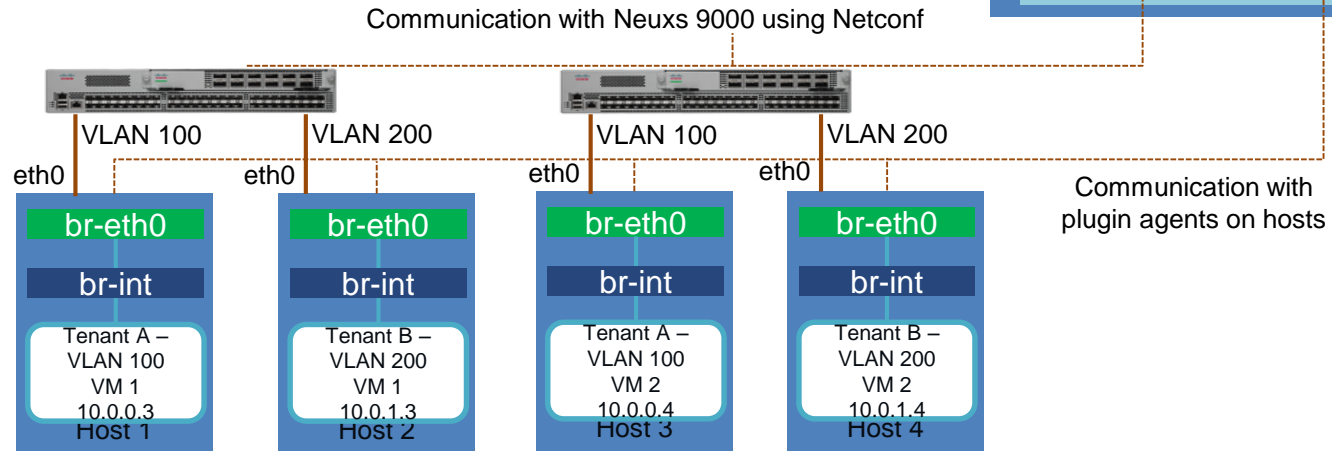 Communication with Neuxs 9000 using Netconf
VLAN 100
VLAN 200
VLAN 100
VLAN 200
eth0
eth0
eth0
eth0
Communication with
plugin agents on hosts
br-eth0
br-int
Tenant A –
VLAN 100
VM 1
10.0.0.3
Host 1
br-eth0
br-int
Tenant B –
VLAN 200
VM 1
10.0.1.3
Host 2
br-eth0
br-int
Tenant A –
VLAN 100
VM 2
10.0.0.4
Host 3
br-eth0
br-int
Tenant B –
VLAN 200
VM 2
10.0.1.4
Host 4